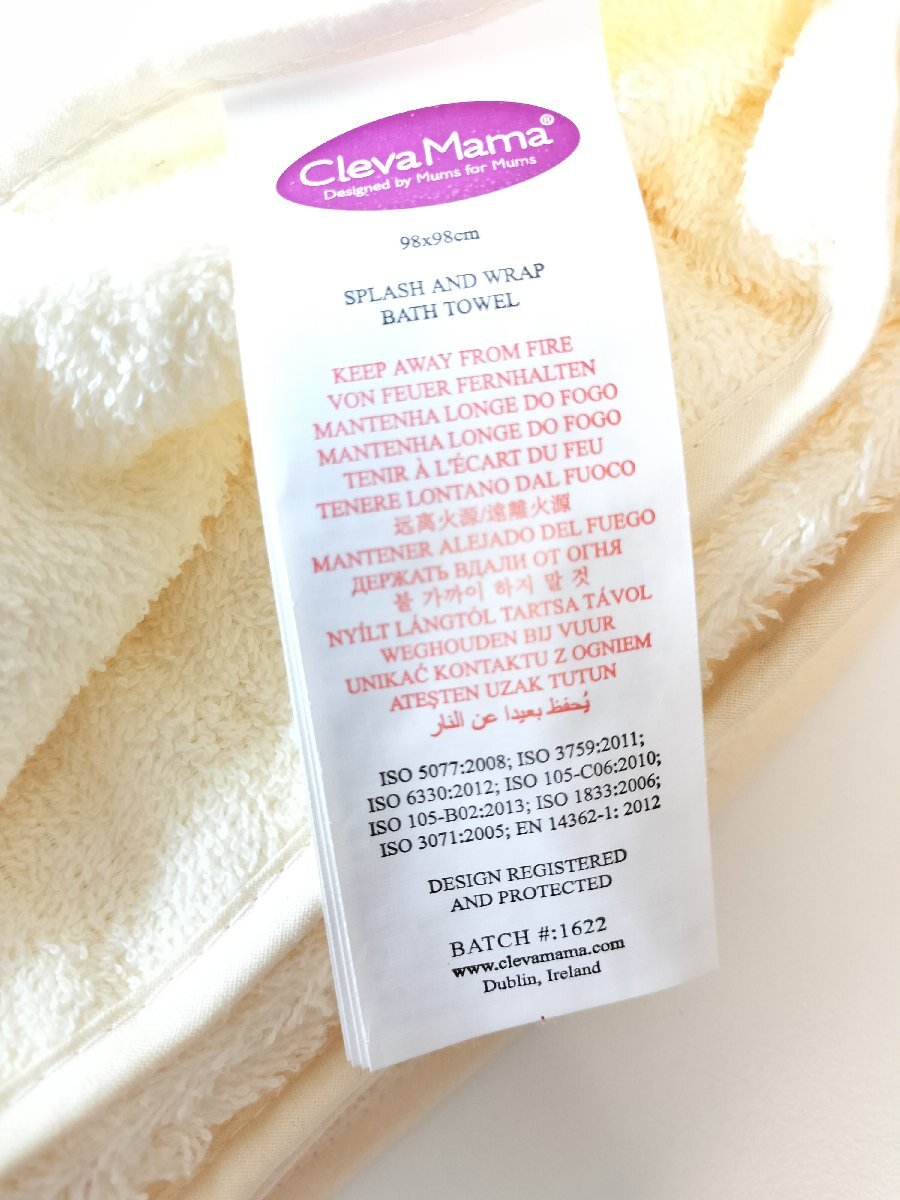 ClevaMama®
Designed by Mums for Mums
98x98cm
SPLASH AND WRAP
BATH TOWEL
KEEP AWAY FROM FIRE
VON FEUER FERNHALTEN
MANTENHA LONGE DO FOGO
MANTENHA LONGE DO FOGO
TENIR À L'ÉCART DU FEU
TENERE LONTANO DAL FUOCO
远离火源/遠離火源
MANTENER ALEJADO DEL FUEGO
ДЕРЖАТЬ ВДАЛИ ОТ ОГНЯ
불 가까이 하지 말 것
NYÍLT LÁNGTÓL TARTSA TÁVOL
WEGHOUDEN BIJ VUUR
UNIKAĆ KONTAKTU Z OGNIEM
ATEŞTEN UZAK TUTUN
يُحفظ بعيدا عن النار
ISO 5077:2008; ISO 3759:2011;
ISO 6330:2012; ISO 105-C06:2010;
ISO 105-B02:2013; ISO 1833:2006;
ISO 3071:2005; EN 14362-1: 2012
DESIGN REGISTERED
AND PROTECTED
BATCH #:1622
www.clevamama.com
Dublin, Ireland